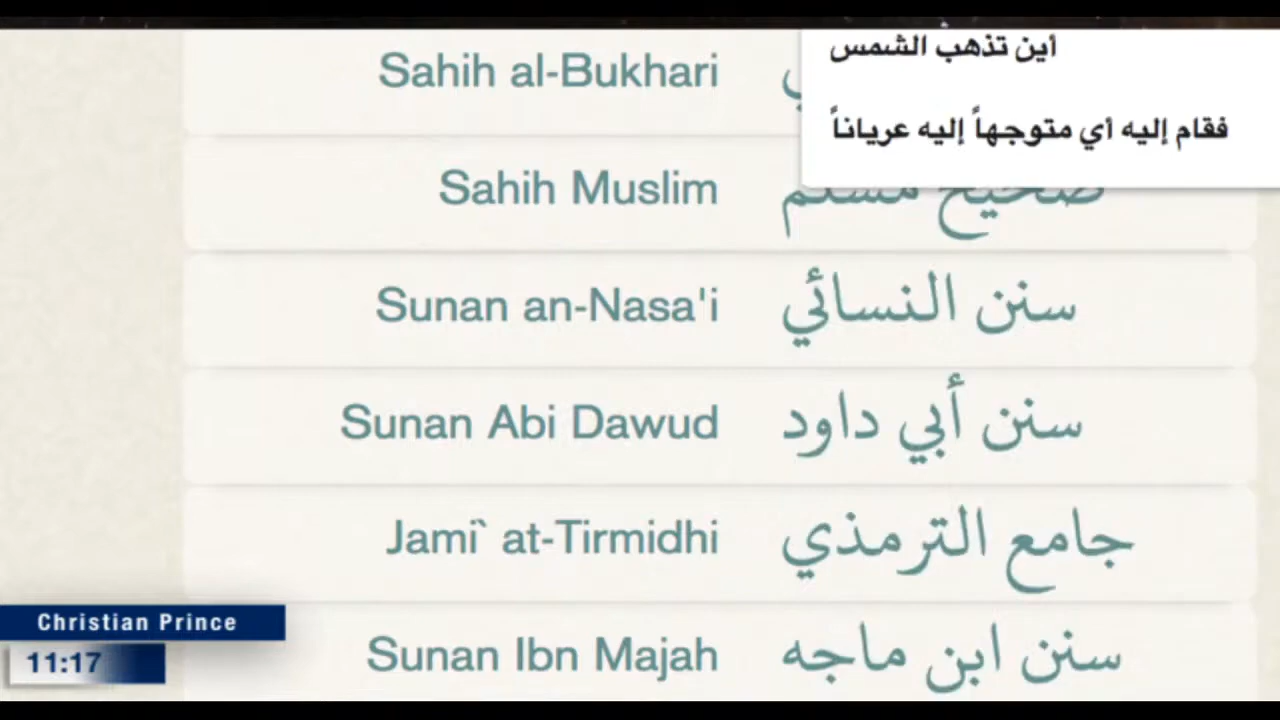 Sahih al-Bukhari
أين تذهب الشمس
فقام إليه أي متوجهاً إليه عرياناً
Sahih Muslim صحيح مسلم
Sunan an-Nasa'i سنن النسائي
Sunan Abi Dawud سنن أبي داود
Jami` at-Tirmidhi جامع الترمذي
Sunan Ibn Majah سنن ابن ماجه
Christian Prince
11:17